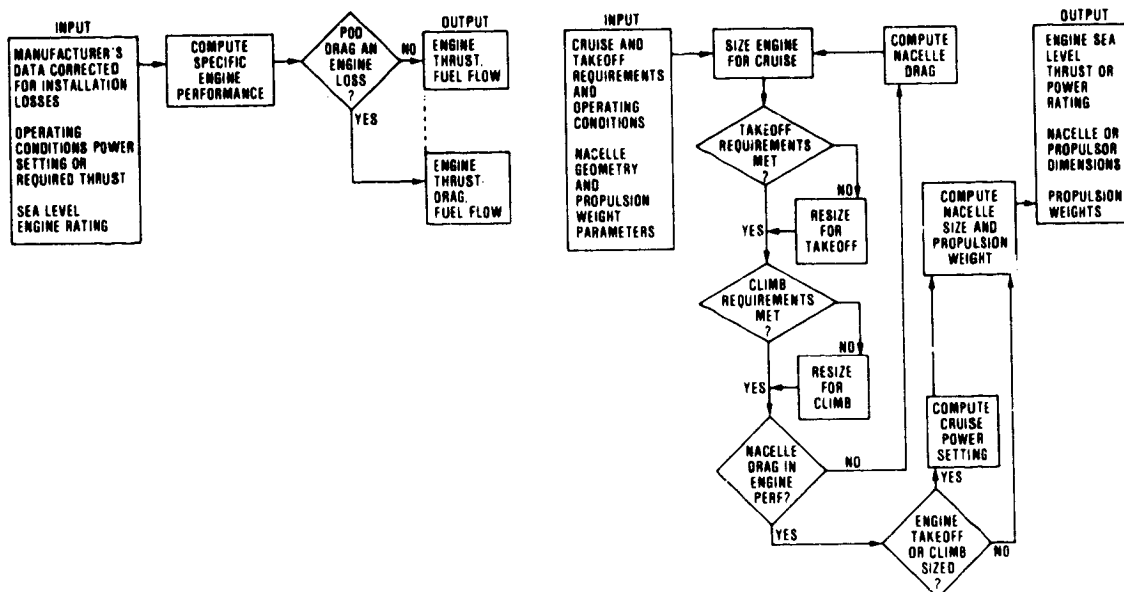 INPUT
MANUFACTURER'S
DATA CORRECTED
FOR INSTALLATION
LOSSES
OPERATING
CONDITIONS POWER
SETTING OR
REQUIRED THRUST
SEA LEVEL
ENGINE RATING
COMPUTE
SPECIFIC
ENGINE
PERFORMANCE
POD
DRAG AN
ENGINE
LOSS
?
NO
YES
OUTPUT
ENGINE
THRUST,
FUEL FLOW
ENGINE
THRUST-
DRAG,
FUEL FLOW
INPUT
CRUISE AND
TAKEOFF
REQUIREMENTS
AND
OPERATING
CONDITIONS
NACELLE
GEOMETRY
AND
PROPULSION
WEIGHT
PARAMETERS
SIZE ENGINE
FOR CRUISE
COMPUTE
NACELLE
DRAG
TAKEOFF
REQUIREMENTS
MET
?
NO
RESIZE
FOR
TAKEOFF
YES
CLIMB
REQUIREMENTS
MET
?
NO
RESIZE
FOR
CLIMB
YES
NACELLE
DRAG IN
ENGINE
PERF?
NO
YES
ENGINE
TAKEOFF
OR CLIMB
SIZED
?
NO
YES
COMPUTE
CRUISE
POWER
SETTING
COMPUTE
NACELLE
SIZE AND
PROPULSION
WEIGHT
OUTPUT
ENGINE SEA
LEVEL
THRUST OR
POWER
RATING
NACELLE OR
PROPULSOR
DIMENSIONS
PROPULSION
WEIGHTS